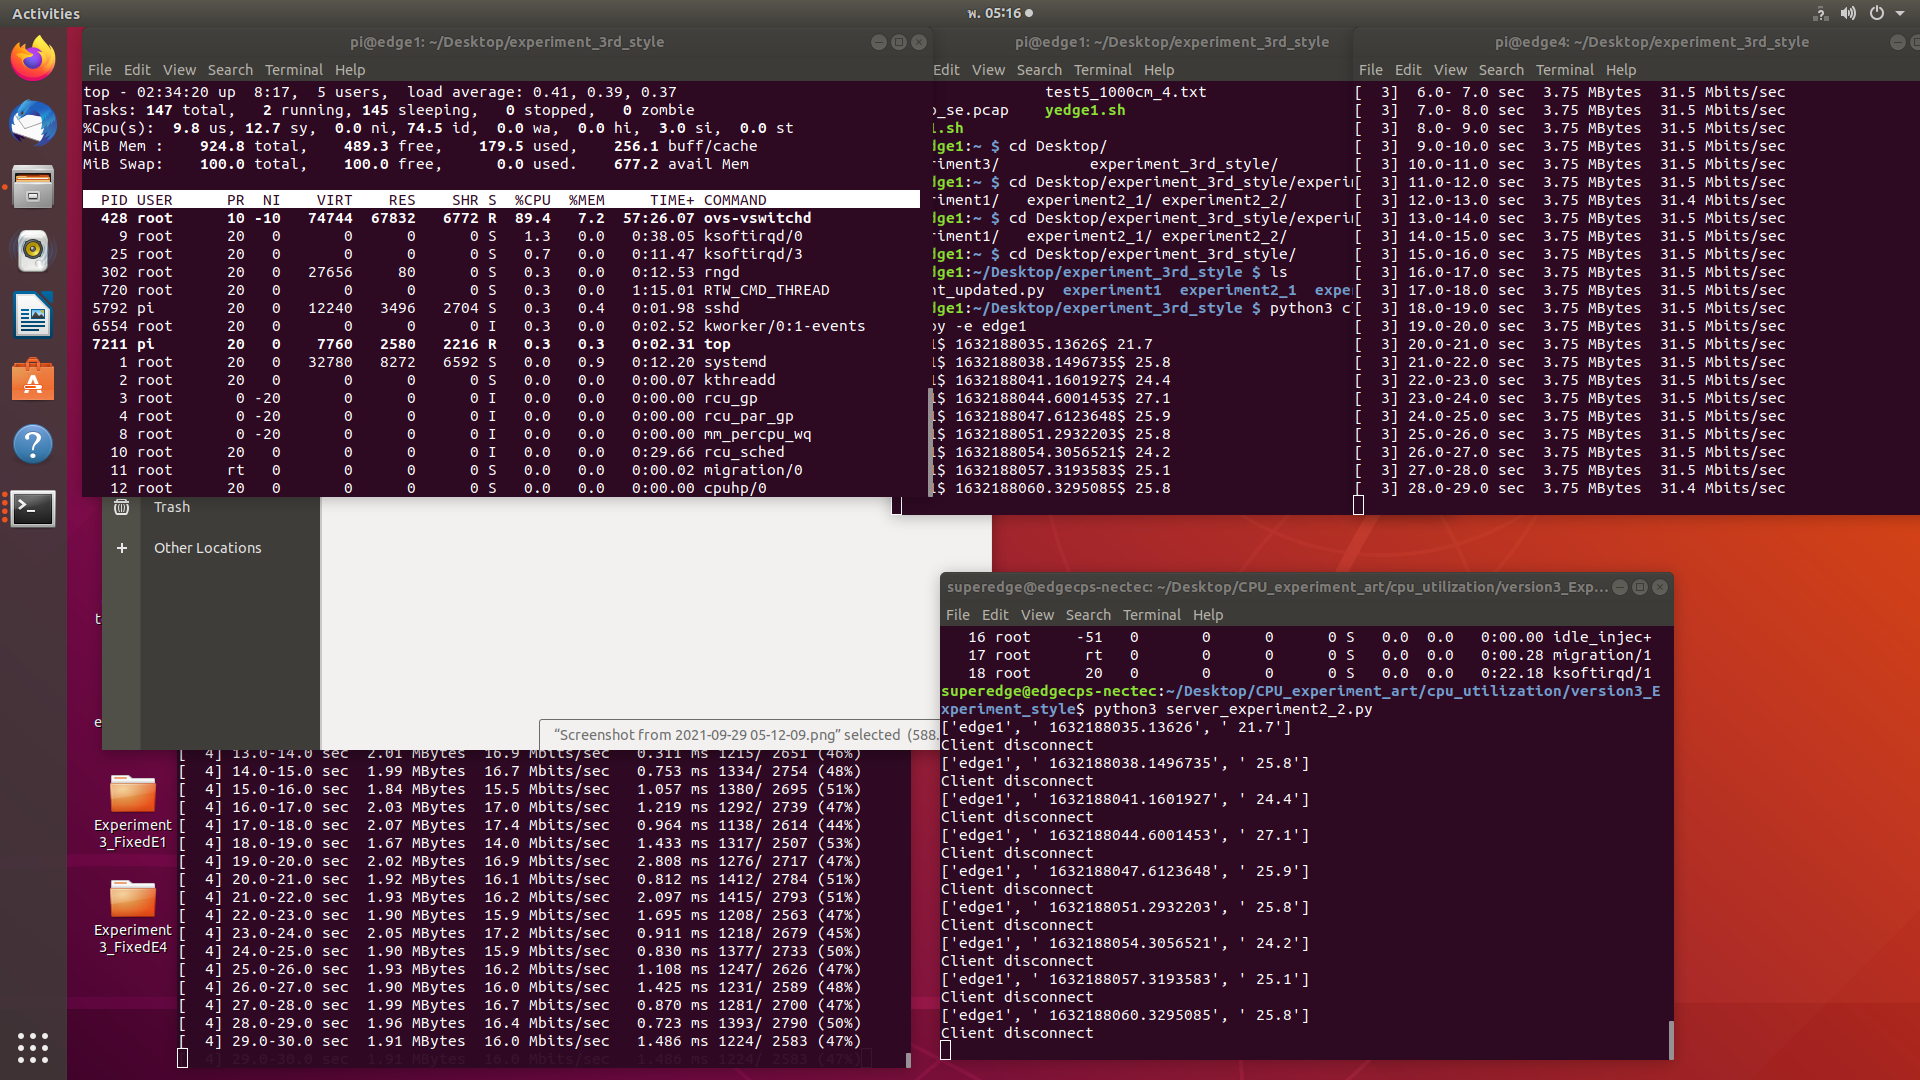 Activities
พ. 05:16
pi@edge1: ~/Desktop/experiment_3rd_style
File Edit View Search Terminal Help
top - 02:34:20 up  8:17,  5 users,  load average: 0.41, 0.39, 0.37
Tasks: 147 total,   2 running, 145 sleeping,   0 stopped,   0 zombie
%Cpu(s):  9.8 us, 12.7 sy,  0.0 ni, 74.5 id,  0.0 wa,  0.0 hi,  3.0 si,  0.0 st
MiB Mem :    924.8 total,    489.3 free,    179.5 used,    256.1 buff/cache
MiB Swap:    100.0 total,    100.0 free,      0.0 used.    677.2 avail Mem
PID USER      PR  NI    VIRT    RES    SHR S  %CPU  %MEM     TIME+ COMMAND
428 root      10 -10   74744  67832   6772 R  89.4   7.2  57:26.07 ovs-vswitchd
9 root      20   0       0      0      0 S   1.3   0.0   0:38.05 ksoftirqd/0
25 root      20   0       0      0      0 S   0.7   0.0   0:11.47 ksoftirqd/3
302 root      20   0   27656     80      0 S   0.3   0.0   0:12.53 rngd
720 root      20   0       0      0      0 S   0.3   0.0   1:15.01 RTW_CMD_THREAD
5792 pi        20   0   12240   3496   2704 S   0.3   0.4   0:01.98 sshd
6554 root      20   0       0      0      0 I   0.3   0.0   0:02.52 kworker/0:1-events
7211 pi        20   0    7760   2580   2216 R   0.3   0.3   0:02.31 top
1 root      20   0   32780   8272   6592 S   0.0   0.9   0:12.20 systemd
2 root      20   0       0      0      0 S   0.0   0.0   0:00.07 kthreadd
3 root       0 -20       0      0      0 I   0.0   0.0   0:00.00 rcu_gp
4 root       0 -20       0      0      0 I   0.0   0.0   0:00.00 rcu_par_gp
8 root       0 -20       0      0      0 I   0.0   0.0   0:00.00 mm_percpu_wq
10 root      20   0       0      0      0 I   0.0   0.0   0:29.66 rcu_sched
11 root      rt   0       0      0      0 S   0.0   0.0   0:00.02 migration/0
12 root      20   0       0      0      0 S   0.0   0.0   0:00.00 cpuhp/0
pi@edge1: ~/Desktop/experiment_3rd_style
Edit View Search Terminal Help
test5_1000cm_4.txt
o_se.pcap    yedge1.sh
l.sh
dge1:~ $ cd Desktop/
riment3/              experiment_3rd_style/
dge1:~ $ cd Desktop/experiment_3rd_style/experi
riment1/   experiment2_1/ experiment2_2/
dge1:~ $ cd Desktop/experiment_3rd_style/experi
riment1/   experiment2_1/ experiment2_2/
dge1:~ $ cd Desktop/experiment_3rd_style/
dge1:~/Desktop/experiment_3rd_style $ ls
nt_updated.py  experiment1  experiment2_1  expe
dge1:~/Desktop/experiment_3rd_style $ python3 c
py -e edge1
1$ 1632188035.13626$ 21.7
1$ 1632188038.1496735$ 25.8
1$ 1632188041.1601927$ 24.4
1$ 1632188044.6001453$ 27.1
1$ 1632188047.6123648$ 25.9
1$ 1632188051.2932203$ 25.8
1$ 1632188054.3056521$ 24.2
1$ 1632188057.3193583$ 25.1
1$ 1632188060.3295085$ 25.8
pi@edge4: ~/Desktop/experiment_3rd_style
File Edit View Search Terminal Help
[  3]  6.0- 7.0 sec  3.75 MBytes  31.5 Mbits/sec
[  3]  7.0- 8.0 sec  3.75 MBytes  31.5 Mbits/sec
[  3]  8.0- 9.0 sec  3.75 MBytes  31.5 Mbits/sec
[  3]  9.0-10.0 sec  3.75 MBytes  31.5 Mbits/sec
[  3] 10.0-11.0 sec  3.75 MBytes  31.5 Mbits/sec
[  3] 11.0-12.0 sec  3.75 MBytes  31.5 Mbits/sec
[  3] 12.0-13.0 sec  3.75 MBytes  31.4 Mbits/sec
[  3] 13.0-14.0 sec  3.75 MBytes  31.5 Mbits/sec
[  3] 14.0-15.0 sec  3.75 MBytes  31.5 Mbits/sec
[  3] 15.0-16.0 sec  3.75 MBytes  31.5 Mbits/sec
[  3] 16.0-17.0 sec  3.75 MBytes  31.5 Mbits/sec
[  3] 17.0-18.0 sec  3.75 MBytes  31.5 Mbits/sec
[  3] 18.0-19.0 sec  3.75 MBytes  31.5 Mbits/sec
[  3] 19.0-20.0 sec  3.75 MBytes  31.5 Mbits/sec
[  3] 20.0-21.0 sec  3.75 MBytes  31.5 Mbits/sec
[  3] 21.0-22.0 sec  3.75 MBytes  31.5 Mbits/sec
[  3] 22.0-23.0 sec  3.75 MBytes  31.5 Mbits/sec
[  3] 23.0-24.0 sec  3.75 MBytes  31.5 Mbits/sec
[  3] 24.0-25.0 sec  3.75 MBytes  31.5 Mbits/sec
[  3] 25.0-26.0 sec  3.75 MBytes  31.5 Mbits/sec
[  3] 26.0-27.0 sec  3.75 MBytes  31.5 Mbits/sec
[  3] 27.0-28.0 sec  3.75 MBytes  31.5 Mbits/sec
[  3] 28.0-29.0 sec  3.75 MBytes  31.4 Mbits/sec
Trash
Other Locations
“Screenshot from 2021-09-29 05-12-09.png” selected (588.
Experiment
3_FixedE1
Experiment
3_FixedE4
[  4] 13.0-14.0 sec  2.01 MBytes  16.9 Mbits/sec   0.311 ms 1215/ 2651 (46%)
[  4] 14.0-15.0 sec  1.99 MBytes  16.7 Mbits/sec   0.753 ms 1334/ 2754 (48%)
[  4] 15.0-16.0 sec  1.84 MBytes  15.5 Mbits/sec   1.057 ms 1380/ 2695 (51%)
[  4] 16.0-17.0 sec  2.03 MBytes  17.0 Mbits/sec   1.219 ms 1292/ 2739 (47%)
[  4] 17.0-18.0 sec  2.07 MBytes  17.4 Mbits/sec   0.964 ms 1138/ 2614 (44%)
[  4] 18.0-19.0 sec  1.67 MBytes  14.0 Mbits/sec   1.433 ms 1317/ 2507 (53%)
[  4] 19.0-20.0 sec  2.02 MBytes  16.9 Mbits/sec   2.808 ms 1276/ 2717 (47%)
[  4] 20.0-21.0 sec  1.92 MBytes  16.1 Mbits/sec   0.812 ms 1412/ 2784 (51%)
[  4] 21.0-22.0 sec  1.93 MBytes  16.2 Mbits/sec   2.097 ms 1415/ 2793 (51%)
[  4] 22.0-23.0 sec  1.90 MBytes  15.9 Mbits/sec   1.695 ms 1208/ 2563 (47%)
[  4] 23.0-24.0 sec  2.05 MBytes  17.2 Mbits/sec   0.911 ms 1218/ 2679 (45%)
[  4] 24.0-25.0 sec  1.90 MBytes  15.9 Mbits/sec   0.830 ms 1377/ 2733 (50%)
[  4] 25.0-26.0 sec  1.93 MBytes  16.2 Mbits/sec   1.108 ms 1247/ 2626 (47%)
[  4] 26.0-27.0 sec  1.90 MBytes  16.0 Mbits/sec   1.425 ms 1231/ 2589 (48%)
[  4] 27.0-28.0 sec  1.99 MBytes  16.7 Mbits/sec   0.870 ms 1281/ 2700 (47%)
[  4] 28.0-29.0 sec  1.96 MBytes  16.4 Mbits/sec   0.723 ms 1393/ 2790 (50%)
[  4] 29.0-30.0 sec  1.91 MBytes  16.0 Mbits/sec   1.486 ms 1224/ 2583 (47%)
superedge@edgecps-nectec: ~/Desktop/CPU_experiment_art/cpu_utilization/version3_Exp...
File Edit View Search Terminal Help
16 root     -51   0       0      0      0 S   0.0  0.0   0:00.00 idle_injec+
17 root      rt   0       0      0      0 S   0.0  0.0   0:00.28 migration/1
18 root      20   0       0      0      0 S   0.0  0.0   0:22.18 ksoftirqd/1
superedge@edgecps-nectec:~/Desktop/CPU_experiment_art/cpu_utilization/version3_E
xperiment_style$ python3 server_experiment2_2.py
['edge1', ' 1632188035.13626', ' 21.7']
Client disconnect
['edge1', ' 1632188038.1496735', ' 25.8']
Client disconnect
['edge1', ' 1632188041.1601927', ' 24.4']
Client disconnect
['edge1', ' 1632188044.6001453', ' 27.1']
Client disconnect
['edge1', ' 1632188047.6123648', ' 25.9']
Client disconnect
['edge1', ' 1632188051.2932203', ' 25.8']
Client disconnect
['edge1', ' 1632188054.3056521', ' 24.2']
Client disconnect
['edge1', ' 1632188057.3193583', ' 25.1']
Client disconnect
['edge1', ' 1632188060.3295085', ' 25.8']
Client disconnect